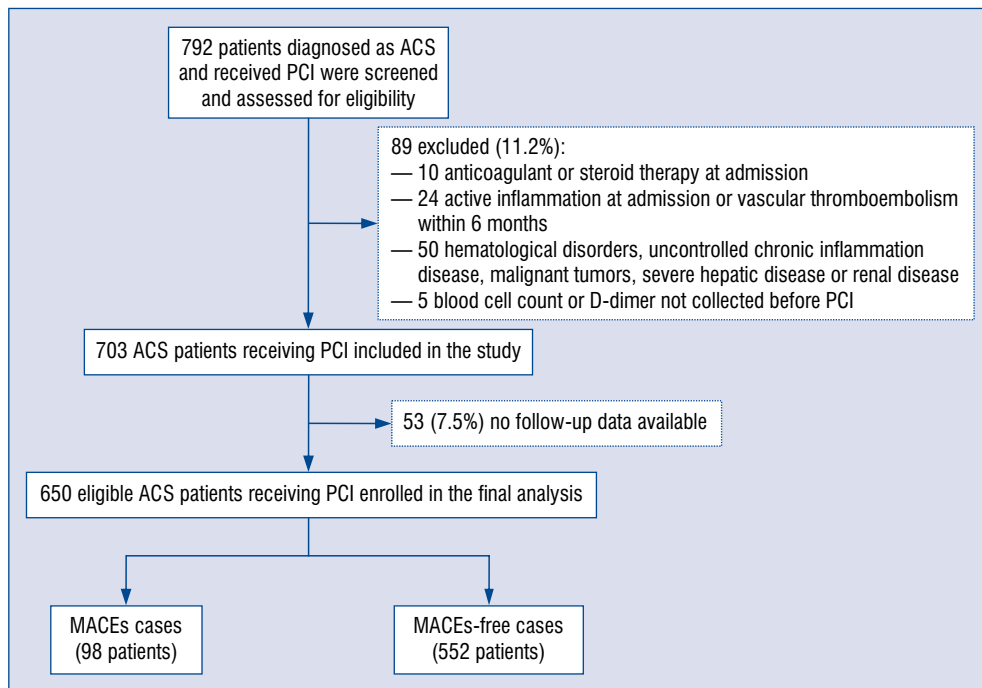 792 patients diagnosed as ACS
and received PCI were screened
and assessed for eligibility
89 excluded (11.2%):
— 10 anticoagulant or steroid therapy at admission
— 24 active inflammation at admission or vascular thromboembolism
within 6 months
— 50 hematological disorders, uncontrolled chronic inflammation
disease, malignant tumors, severe hepatic disease or renal disease
— 5 blood cell count or D-dimer not collected before PCI
703 ACS patients receiving PCI included in the study
53 (7.5%) no follow-up data available
650 eligible ACS patients receiving PCI enrolled in the final analysis
MACEs cases
(98 patients)
MACEs-free cases
(552 patients)